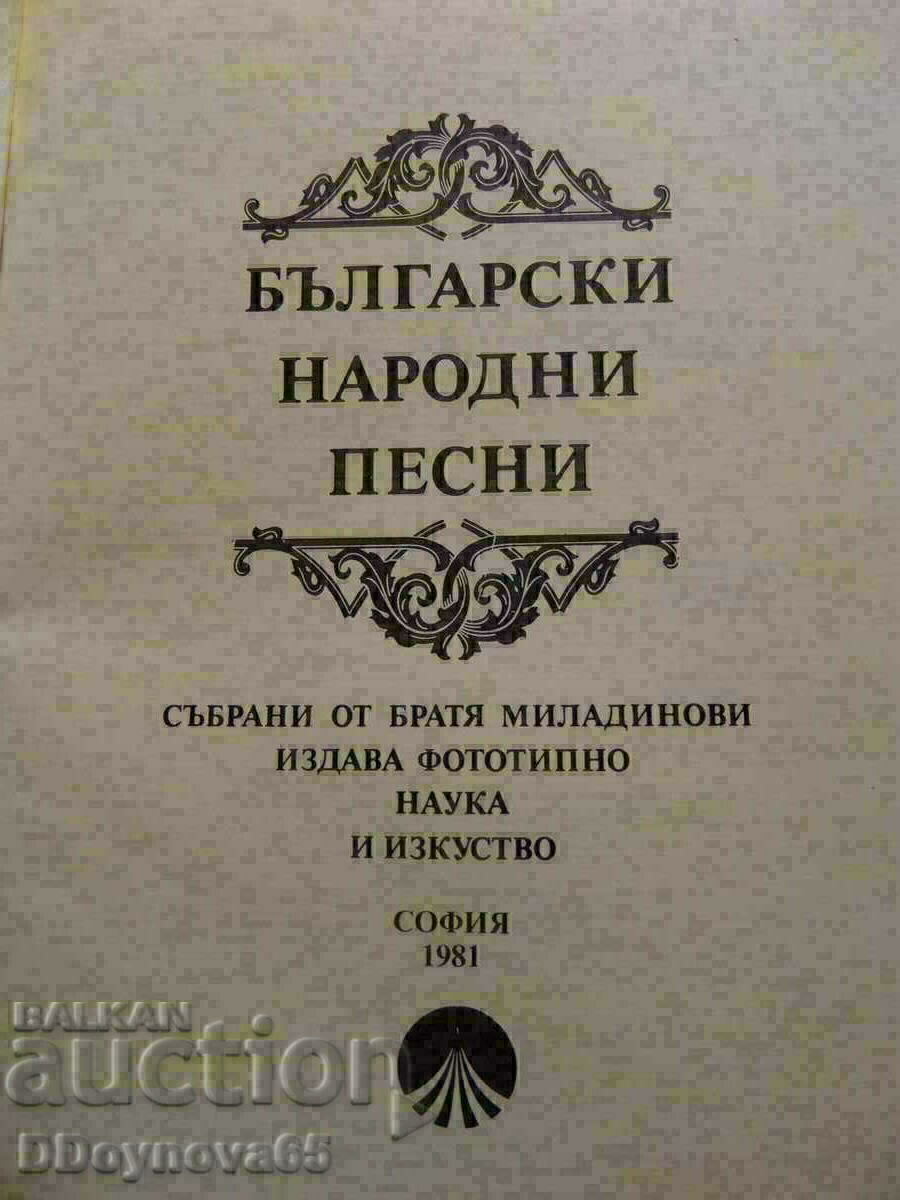 БЪЛГАРСКИ
НАРОДНИ
ПЕСНИ
СЪБРАНИ ОТ БРАТЯ МИЛАДИНОВИ
ИЗДАВА ФОТОТИПНО
НАУКА
И ИЗКУСТВО
СОФИЯ
1981
BALKAN
auction
DDoynova65